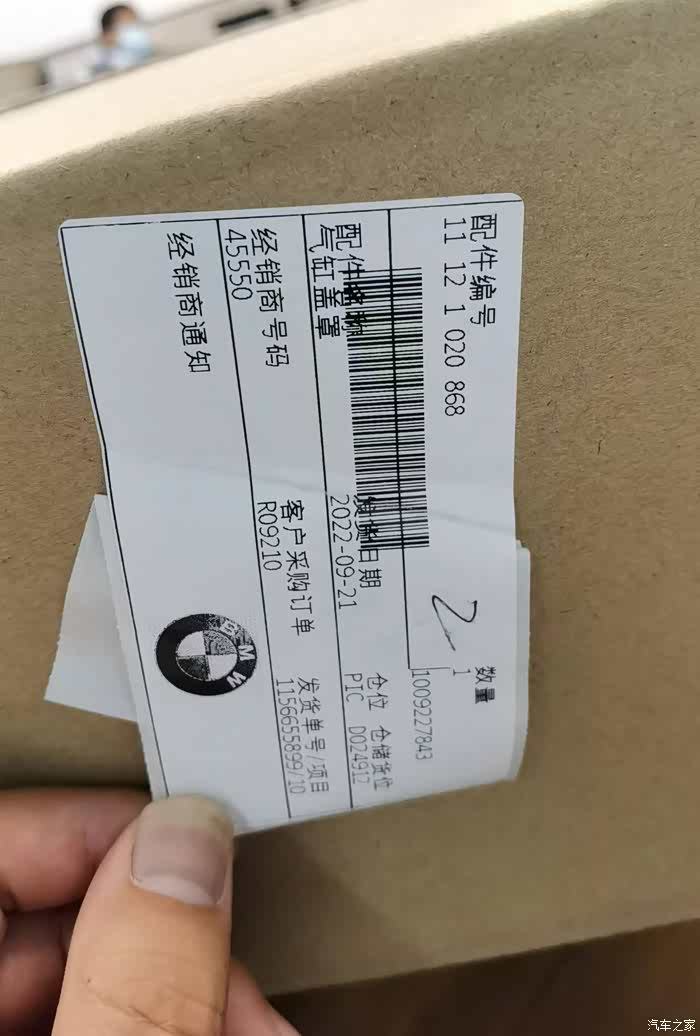 配件编号
11 12 1 020 868
数量
1
2
1009227843
配件名称
气缸盖罩
发货日期
2022-09-21
仓位 仓储货位
PIC D024912
经销商号码
45550
客户采购订单
R09210
发货单号/项目
1156655899/10
经销商通知
BMW
汽车之家